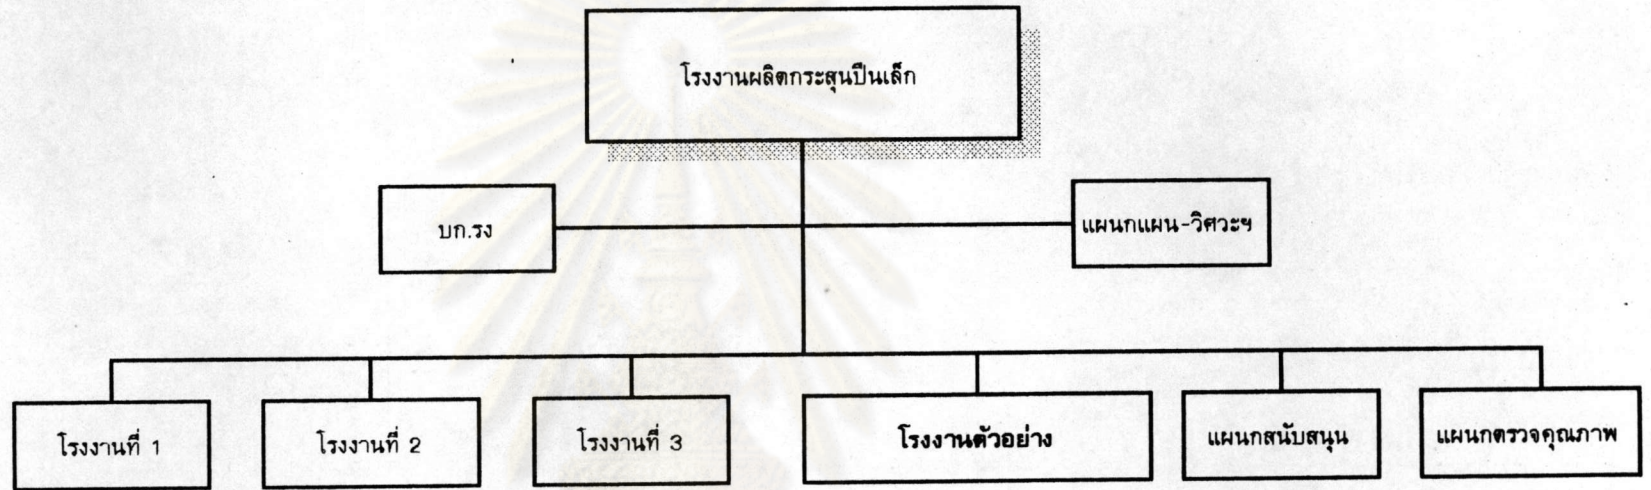 โรงงานผลิตกระสุนปืนเล็ก
บก.รง
แผนกแผน-วิศวะฯ
โรงงานที่ 1
โรงงานที่ 2
โรงงานที่ 3
โรงงานตัวอย่าง
แผนกสนับสนุน
แผนกตรวจคุณภาพ